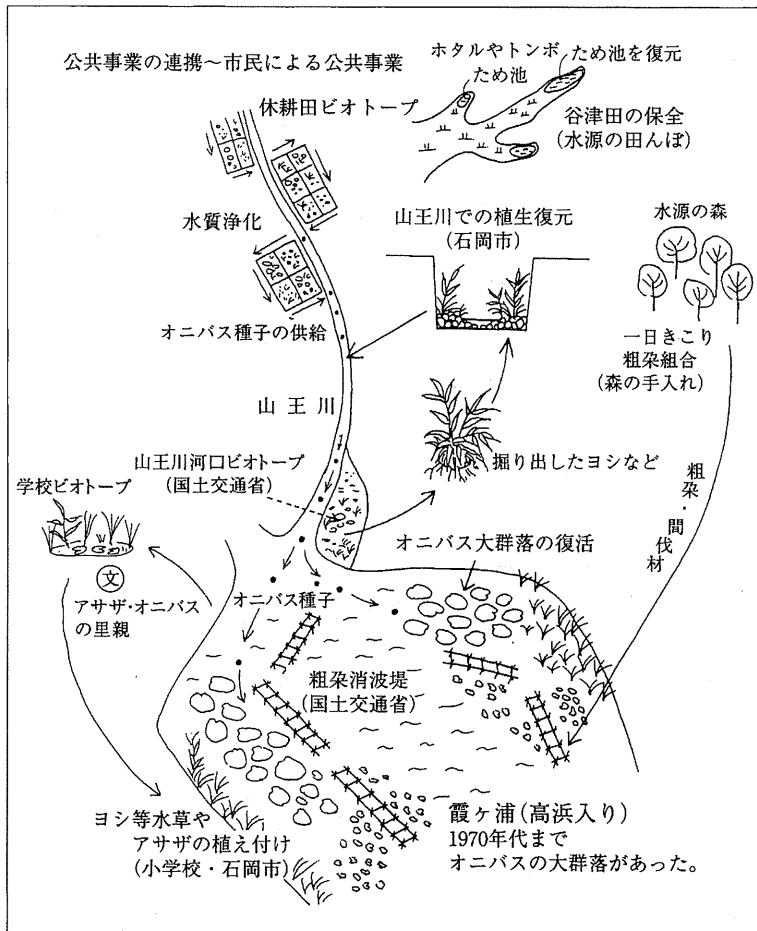 公共事業の連携～市民による公共事業
ホタルやトンボ
ため池
ため池を復元
休耕田ビオトープ
谷津田の保全
(水源の田んぼ)
水質浄化
山王川での植生復元
(石岡市)
水源の森
オニバス種子の供給
一日きこり
粗朶組合
(森の手入れ)
山王川
山王川河口ビオトープ
(国土交通省)
掘り出したヨシなど
粗朶・間伐材
学校ビオトープ
オニバス大群落の復活
文
アサザ・オニバス
の里親
オニバス種子
粗朶消波堤
(国土交通省)
ヨシ等水草や
アサザの植え付け
(小学校・石岡市)
霞ヶ浦(高浜入り)
1970年代まで
オニバスの大群落があった。